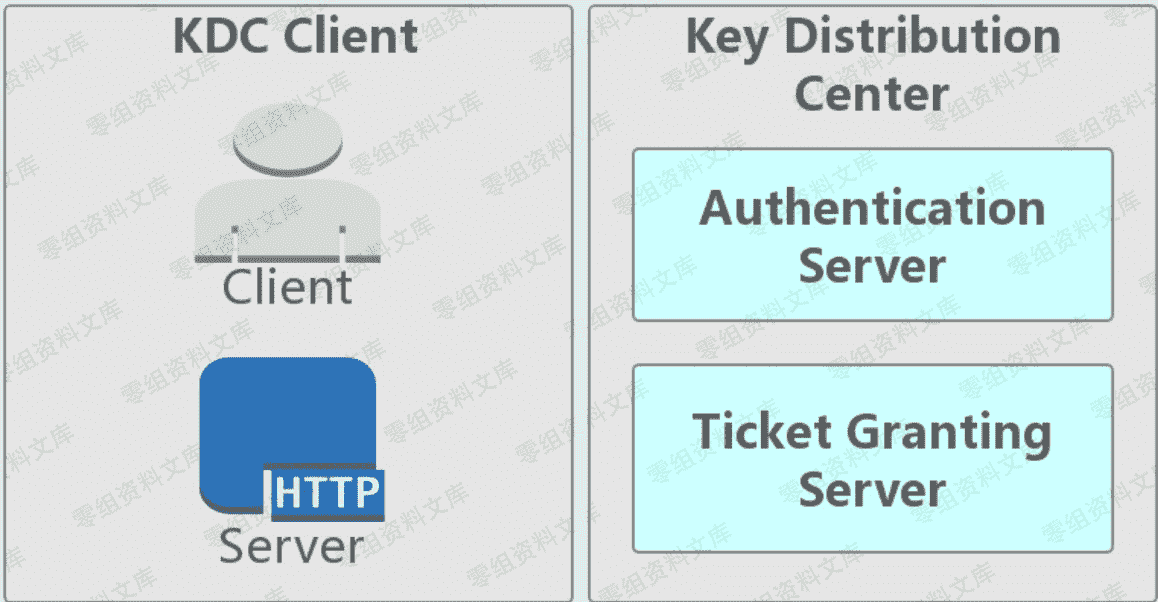 KDC Client
Client
HTTP
Server
Key Distribution
Center
Authentication
Server
Ticket Granting
Server
零组资料文库